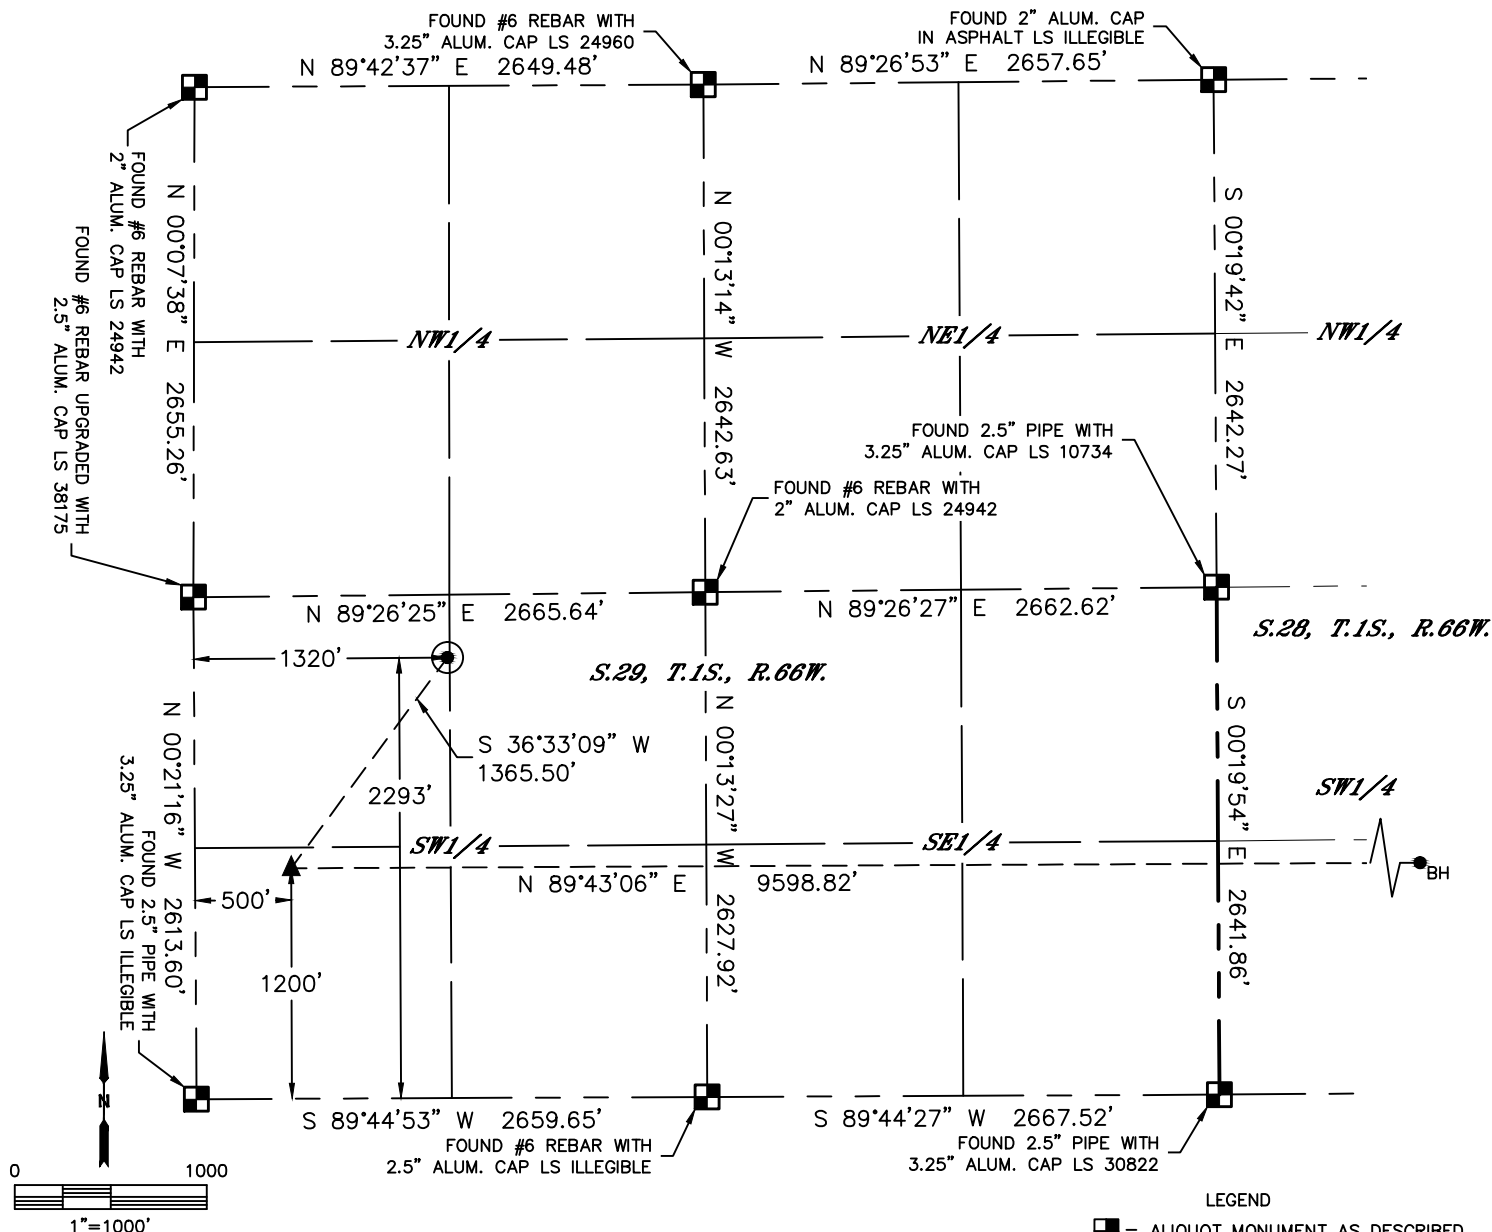 FOUND #6 REBAR WITH
3.25" ALUM. CAP LS 24960
FOUND 2" ALUM. CAP
IN ASPHALT LS ILLEGIBLE
N 89°42'37" E 2649.48'
N 89°26'53" E 2657.65'
FOUND #6 REBAR WITH
2" ALUM. CAP LS 24942
N 00°07'38" E 2655.26'
N 00°13'14" W 2642.63'
S 00°19'42" E 2642.27'
FOUND #6 REBAR UPGRADED WITH
2.5" ALUM. CAP LS 38175
NW1/4
NE1/4
NW1/4
FOUND 2.5" PIPE WITH
3.25" ALUM. CAP LS 10734
FOUND #6 REBAR WITH
2" ALUM. CAP LS 24942
N 89°26'25" E 2665.64'
N 89°26'27" E 2662.62'
S.28, T.1S., R.66W.
1320'
S.29, T.1S., R.66W.
N 00°21'16" W 2613.60'
N 00°13'27" W 2627.92'
S 00°19'54" E 2641.86'
S 36°33'09" W
1365.50'
2293'
SW1/4
SW1/4
SE1/4
BH
N 89°43'06" E 9598.82'
500'
1200'
FOUND 2.5" PIPE WITH
3.25" ALUM. CAP LS ILLEGIBLE
N
S 89°44'53" W 2659.65'
S 89°44'27" W 2667.52'
FOUND #6 REBAR WITH
2.5" ALUM. CAP LS ILLEGIBLE
FOUND 2.5" PIPE WITH
3.25" ALUM. CAP LS 30822
0 1000
1"=1000'
LEGEND
= ALIQUOT MONUMENT AS DESCRIBED